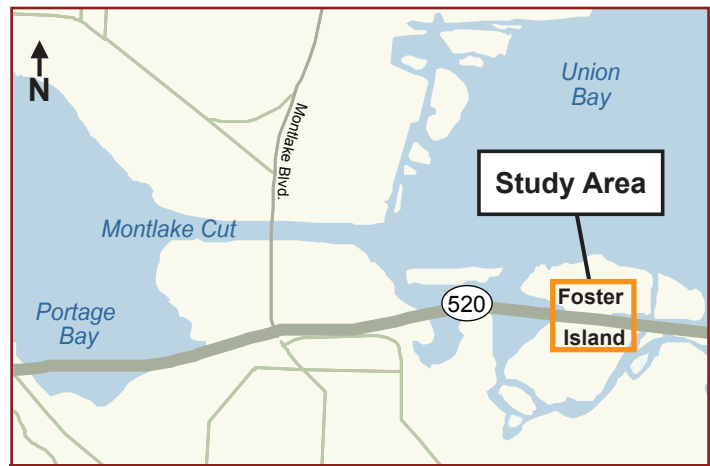 N
Union
Bay
Montlake Blvd.
Study Area
Montlake Cut
Portage
Bay
520
Foster
Island